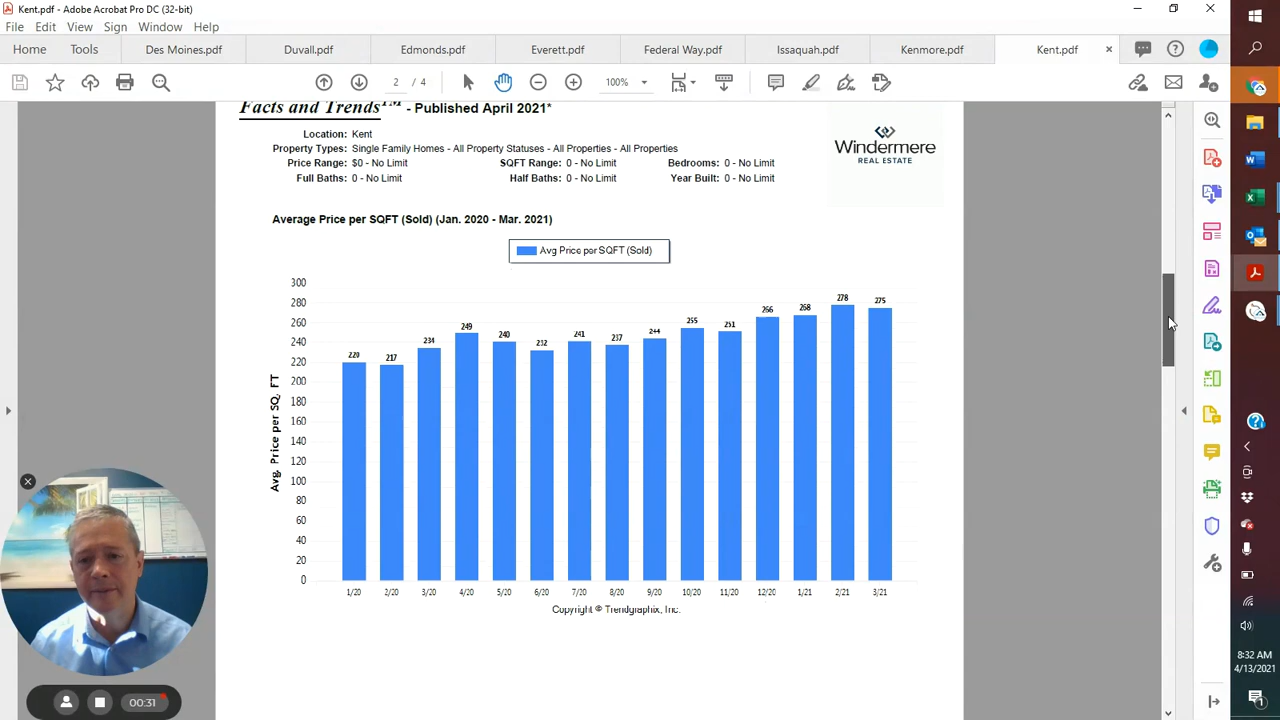 Kent.pdf - Adobe Acrobat Pro DC (32-bit)
File Edit View Sign Window Help
Home Tools Des Moines.pdf Duvall.pdf Edmonds.pdf Everett.pdf Federal Way.pdf Issaquah.pdf Kenmore.pdf Kent.pdf
2 / 4 100%
Facts and Trends™ - Published April 2021*
Location: Kent
Property Types: Single Family Homes - All Property Statuses - All Properties - All Properties
Price Range: $0 - No Limit SQFT Range: 0 - No Limit Bedrooms: 0 - No Limit
Full Baths: 0 - No Limit Half Baths: 0 - No Limit Year Built: 0 - No Limit
Windermere
REAL ESTATE
Average Price per SQFT (Sold) (Jan. 2020 - Mar. 2021)
Avg Price per SQFT (Sold)
Avg. Price per SQ. FT
300
280
260
240
220
200
180
160
140
120
100
80
60
40
20
0
220 217 234 249 240 232 241 237 244 255 251 266 268 278 275
1/20 2/20 3/20 4/20 5/20 6/20 7/20 8/20 9/20 10/20 11/20 12/20 1/21 2/21 3/21
Copyright ® Trendgraphix, Inc.
00:31
8:32 AM
4/13/2021
1